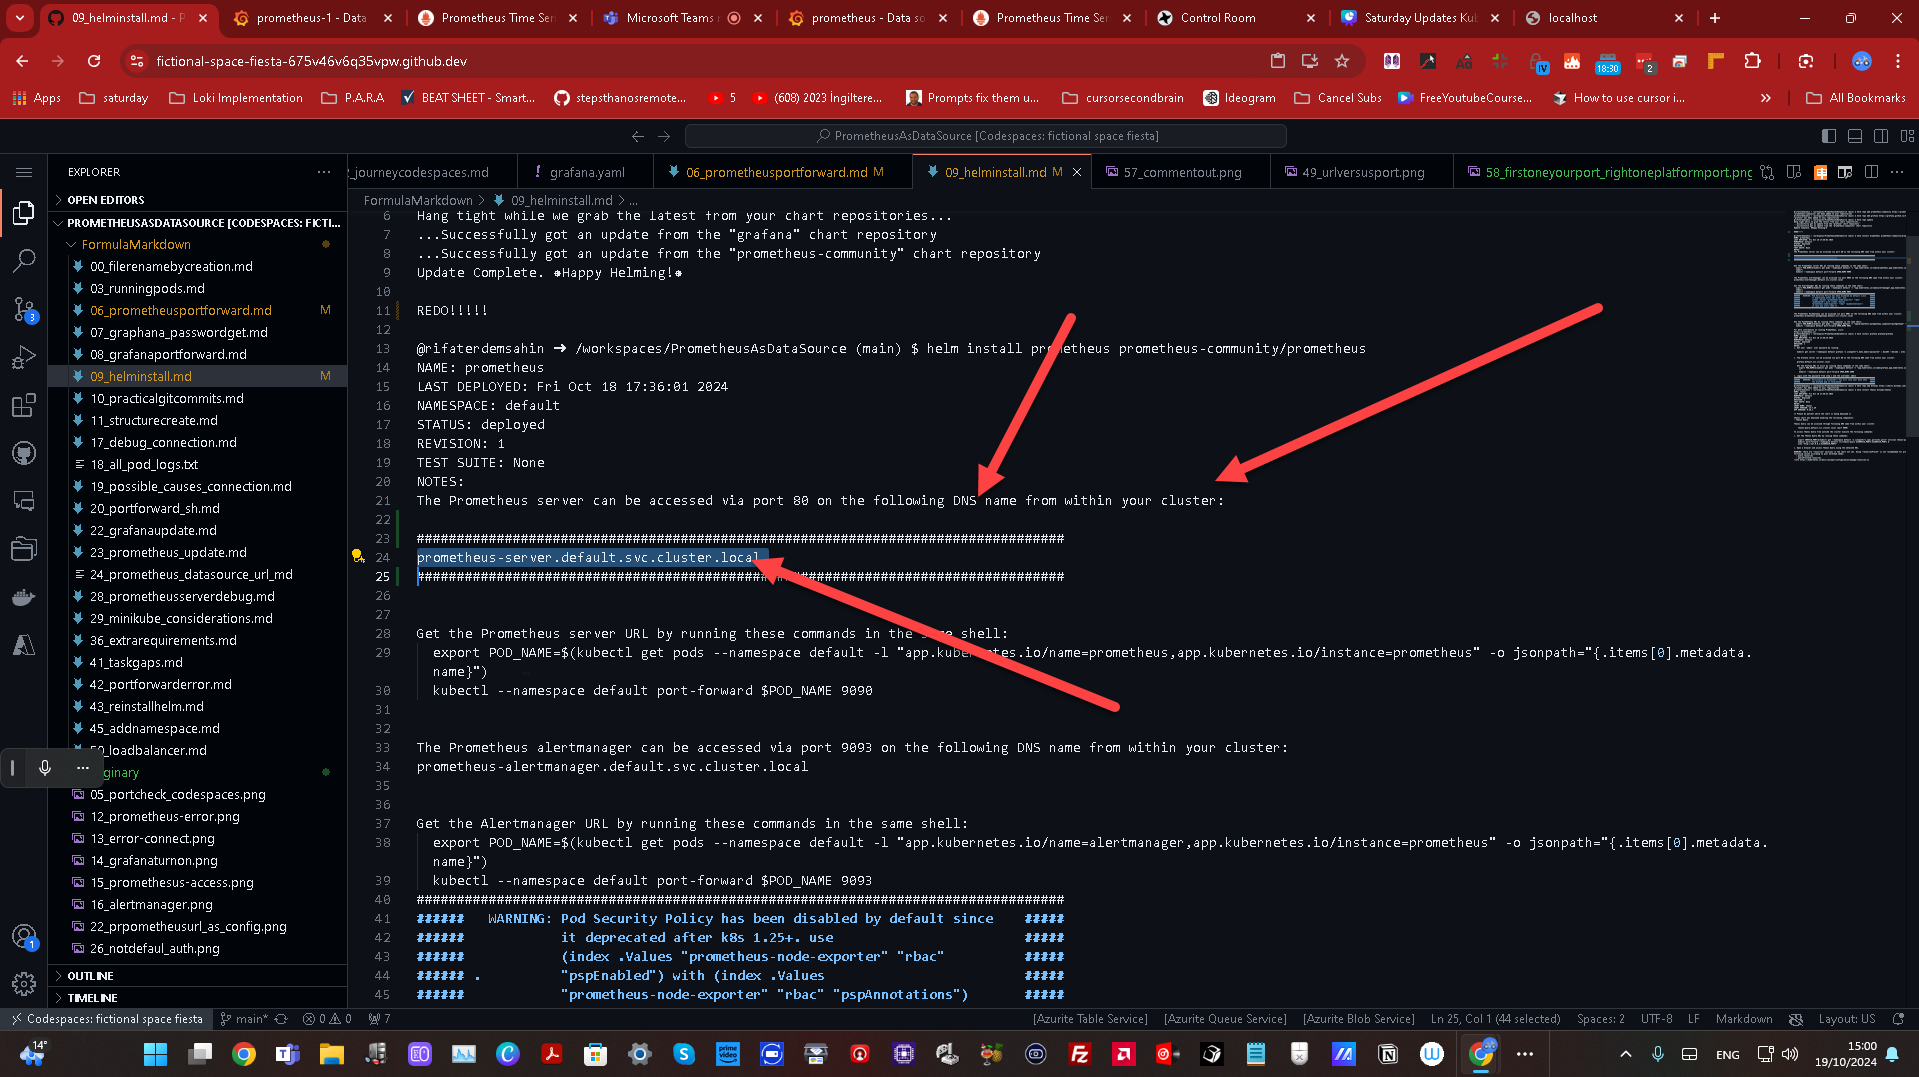 09_helminstall.md - P
prometheus-1 - Data
Prometheus Time Ser
Microsoft Teams
prometheus - Data so
Prometheus Time Ser
Control Room
Saturday Updates Kub
localhost
fictional-space-fiesta-675v46v6q35vpw.github.dev
IV
18:30
2
Apps
saturday
Loki Implementation
P.A.R.A
BEAT SHEET - Smart...
stepsthanosremote...
5
(608) 2023 İngiltere...
Prompts fix them u...
cursorsecondbrain
Ideogram
Cancel Subs
FreeYoutubeCourse...
How to use cursor i...
All Bookmarks
PrometheusAsDataSource [Codespaces: fictional space fiesta]
EXPLORER
OPEN EDITORS
PROMETHEUSASDATASOURCE [CODESPACES: FICTI...
FormulaMarkdown
00_filerenamebycreation.md
03_runningpods.md
06_prometheusportforward.md M
07_graphana_passwordget.md
08_grafanaportforward.md
09_helminstall.md M
10_practicalgitcommits.md
11_structurecreate.md
17_debug_connection.md
18_all_pod_logs.txt
19_possible_causes_connection.md
20_portforward_sh.md
22_grafanaupdate.md
23_prometheus_update.md
24_prometheus_datasource_url_md
28_prometheusserverdebug.md
29_minikube_considerations.md
36_extrarequirements.md
41_taskgaps.md
42_portforwarderror.md
43_reinstallhelm.md
45_addnamespace.md
_loadbalancer.md
ginary
05_portcheck_codespaces.png
12_prometheus-error.png
13_error-connect.png
14_grafanaturnon.png
15_promethesus-access.png
16_alertmanager.png
22_prpometheusurl_as_config.png
26_notdefaul_auth.png
OUTLINE
TIMELINE
3
1
_journeycodespaces.md
! grafana.yaml
06_prometheusportforward.md M
09_helminstall.md M
57_commentout.png
49_urlversusport.png
58_firstoneyourport_rightoneplatformport.png
FormulaMarkdown > 09_helminstall.md > ...
6 Hang tight while we grab the latest from your chart repositories...
7 ...Successfully got an update from the "grafana" chart repository
8 ...Successfully got an update from the "prometheus-community" chart repository
9 Update Complete. ⎈Happy Helming!⎈
10
11 REDO!!!!!
12
13 @rifaterdemsahin ➜ /workspaces/PrometheusAsDataSource (main) $ helm install prometheus prometheus-community/prometheus
14 NAME: prometheus
15 LAST DEPLOYED: Fri Oct 18 17:36:01 2024
16 NAMESPACE: default
17 STATUS: deployed
18 REVISION: 1
19 TEST SUITE: None
20 NOTES:
21 The Prometheus server can be accessed via port 80 on the following DNS name from within your cluster:
22
23 #################################################################################
24 prometheus-server.default.svc.cluster.local
25 #################################################################################
26
27
28 Get the Prometheus server URL by running these commands in the same shell:
29 export POD_NAME=$(kubectl get pods --namespace default -l "app.kubernetes.io/name=prometheus,app.kubernetes.io/instance=prometheus" -o jsonpath="{.items[0].metadata.
name}")
30 kubectl --namespace default port-forward $POD_NAME 9090
31
32
33 The Prometheus alertmanager can be accessed via port 9093 on the following DNS name from within your cluster:
34 prometheus-alertmanager.default.svc.cluster.local
35
36
37 Get the Alertmanager URL by running these commands in the same shell:
38 export POD_NAME=$(kubectl get pods --namespace default -l "app.kubernetes.io/name=alertmanager,app.kubernetes.io/instance=prometheus" -o jsonpath="{.items[0].metadata.
name}")
39 kubectl --namespace default port-forward $POD_NAME 9093
40 #################################################################################
41 ###### WARNING: Pod Security Policy has been disabled by default since #####
42 ###### it deprecated after k8s 1.25+. use #####
43 ###### (index .Values "prometheus-node-exporter" "rbac" #####
44 ###### . "pspEnabled") with (index .Values #####
45 ###### "prometheus-node-exporter" "rbac" "pspAnnotations") #####
Codespaces: fictional space fiesta
main*
0 0
7
[Azurite Table Service]
[Azurite Queue Service]
[Azurite Blob Service]
Ln 25, Col 1 (44 selected)
Spaces: 2
UTF-8
LF
Markdown
Layout: US
14°
ENG
15:00
19/10/2024